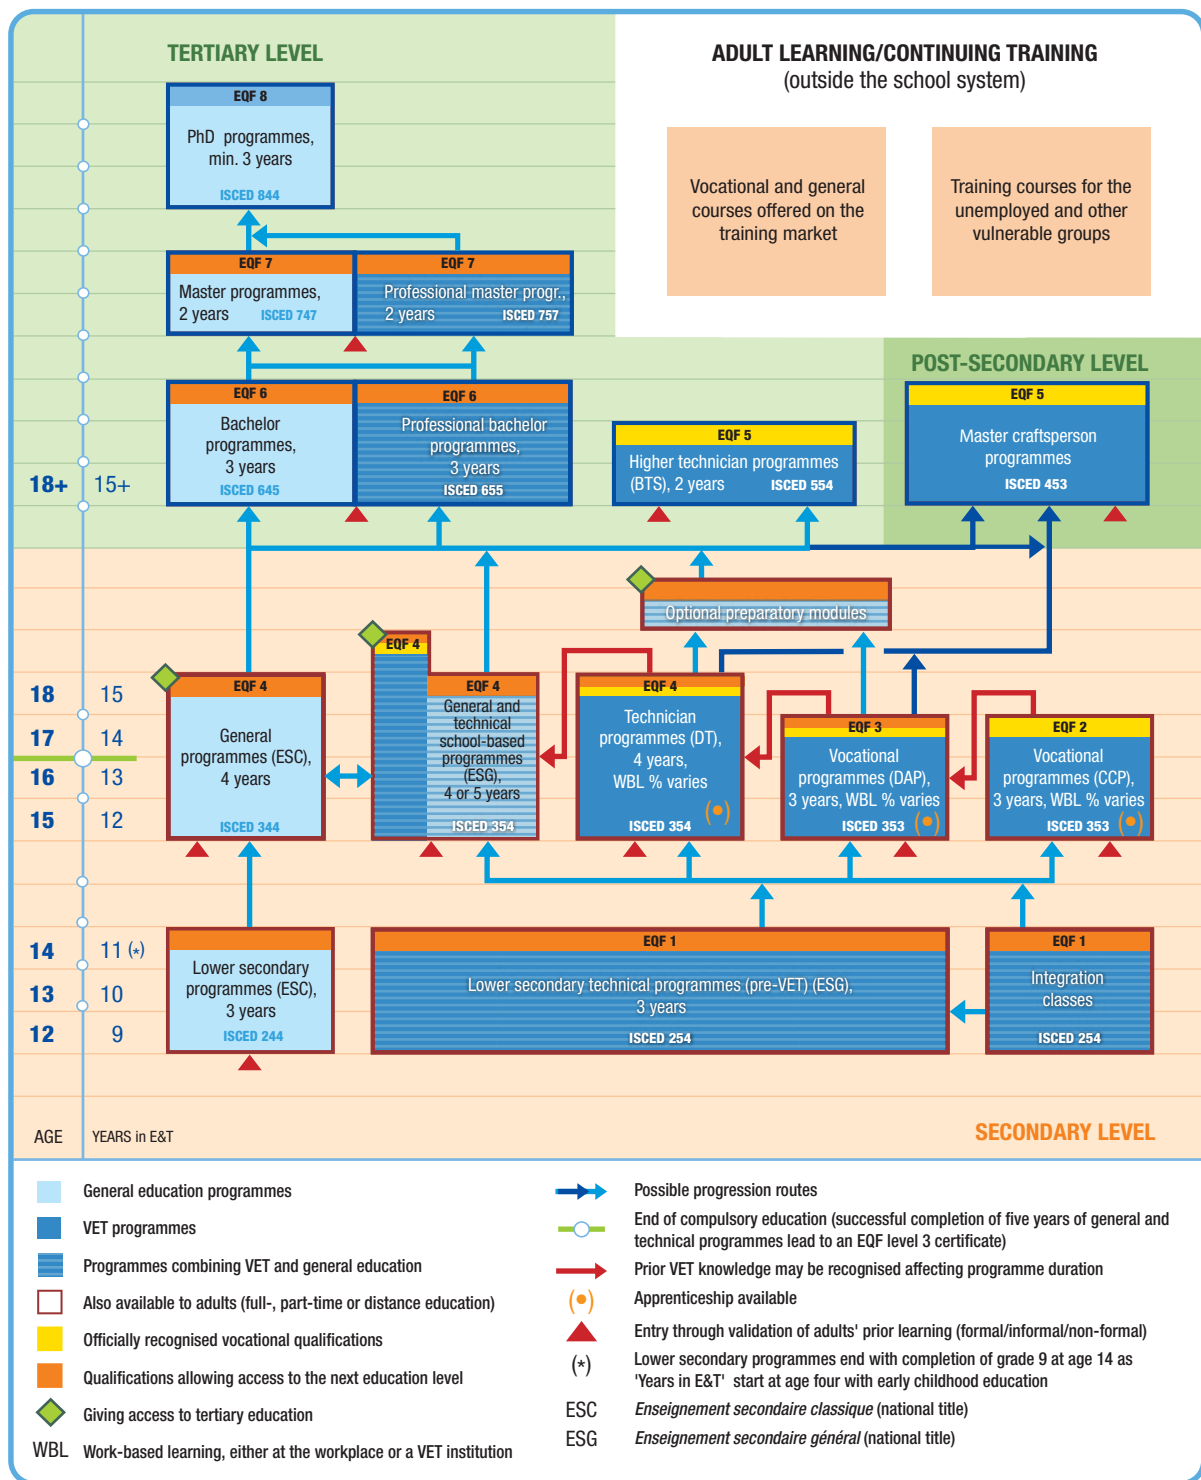 TERTIARY LEVEL
ADULT LEARNING/CONTINUING TRAINING
(outside the school system)
EQF 8
PhD programmes,
min. 3 years
ISCED 844
Vocational and general
courses offered on the
training market
Training courses for the
unemployed and other
vulnerable groups
EQF 7
Master programmes,
2 years ISCED 747
EQF 7
Professional master progr.,
2 years ISCED 757
POST-SECONDARY LEVEL
EQF 6
Bachelor
programmes,
3 years
ISCED 645
EQF 6
Professional bachelor
programmes,
3 years
ISCED 655
EQF 5
Higher technician programmes
(BTS), 2 years ISCED 554
EQF 5
Master craftsperson
programmes
ISCED 453
18+ 15+
Optional preparatory modules
EQF 4
18 15
17 14
16 13
15 12
EQF 4
General
programmes (ESC),
4 years
ISCED 344
EQF 4
General and
technical
school-based
programmes
(ESG),
4 or 5 years
ISCED 354
EQF 4
Technician
programmes (DT),
4 years,
WBL % varies
(•)
ISCED 354
EQF 3
Vocational
programmes (DAP),
3 years, WBL % varies
ISCED 353 (•)
EQF 2
Vocational
programmes (CCP),
3 years, WBL % varies
ISCED 353 (•)
14 11 (*)
13 10
12 9
Lower secondary
programmes (ESC),
3 years
ISCED 244
EQF 1
Lower secondary technical programmes (pre-VET) (ESG),
3 years
ISCED 254
EQF 1
Integration
classes
ISCED 254
AGE YEARS in E&T
SECONDARY LEVEL
General education programmes
VET programmes
Programmes combining VET and general education
Also available to adults (full-, part-time or distance education)
Officially recognised vocational qualifications
Qualifications allowing access to the next education level
Giving access to tertiary education
WBL Work-based learning, either at the workplace or a VET institution
Possible progression routes
End of compulsory education (successful completion of five years of general and
technical programmes lead to an EQF level 3 certificate)
Prior VET knowledge may be recognised affecting programme duration
(•) Apprenticeship available
Entry through validation of adults' prior learning (formal/informal/non-formal)
(*) Lower secondary programmes end with completion of grade 9 at age 14 as
'Years in E&T' start at age four with early childhood education
ESC Enseignement secondaire classique (national title)
ESG Enseignement secondaire général (national title)